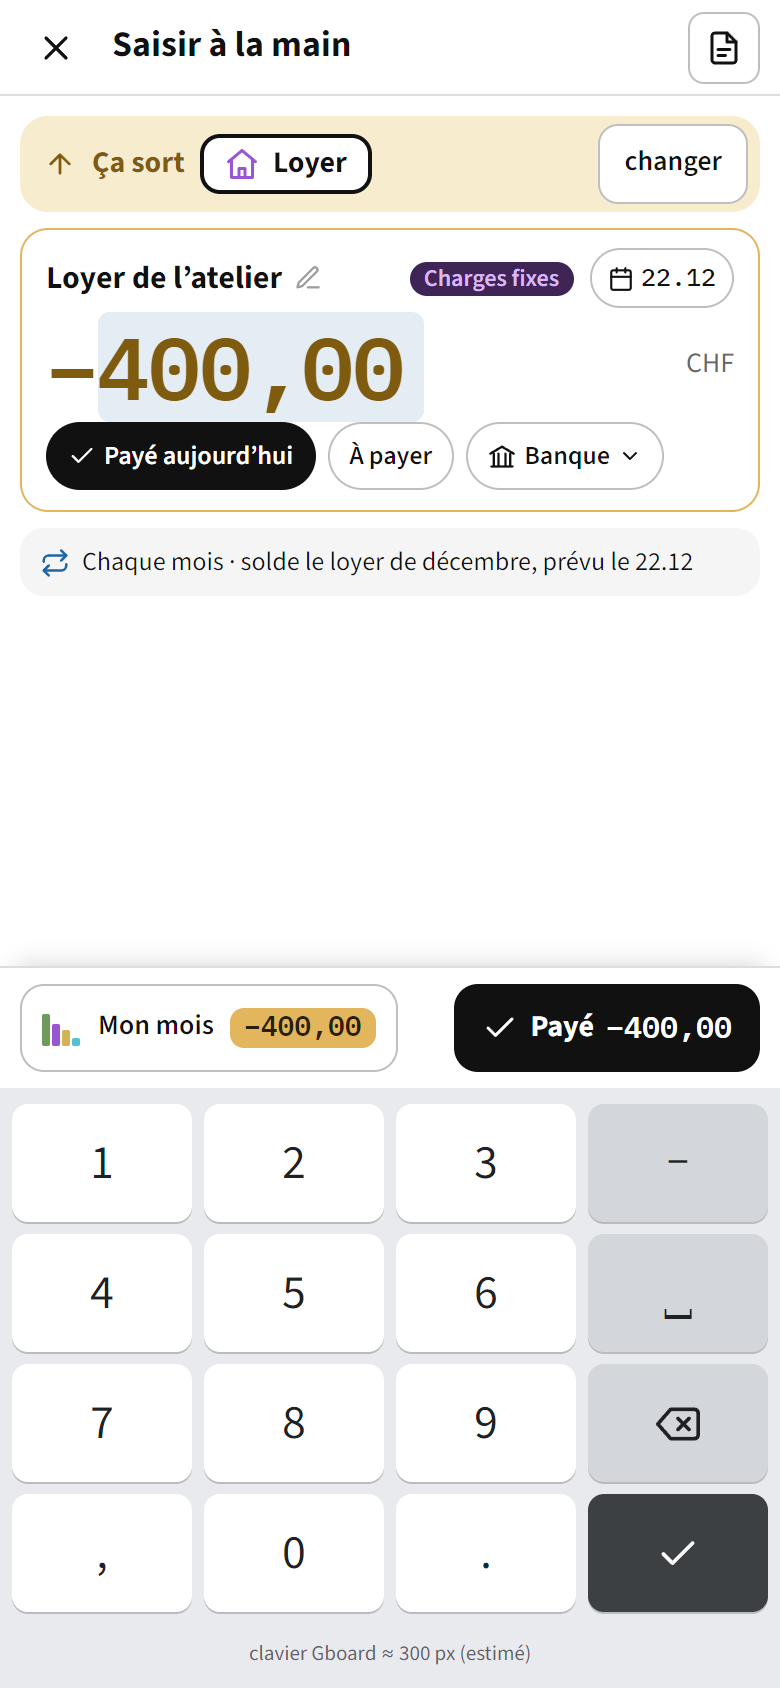 Saisir à la main
Ça sort Loyer changer
Loyer de l’atelier Charges fixes 22.12
−400,00 CHF
Payé aujourd’hui À payer Banque
Chaque mois · solde le loyer de décembre, prévu le 22.12
Mon mois −400,00 Payé −400,00
1 2 3 −
4 5 6 ⎵
7 8 9
, 0 .
clavier Gboard ≈ 300 px (estimé)